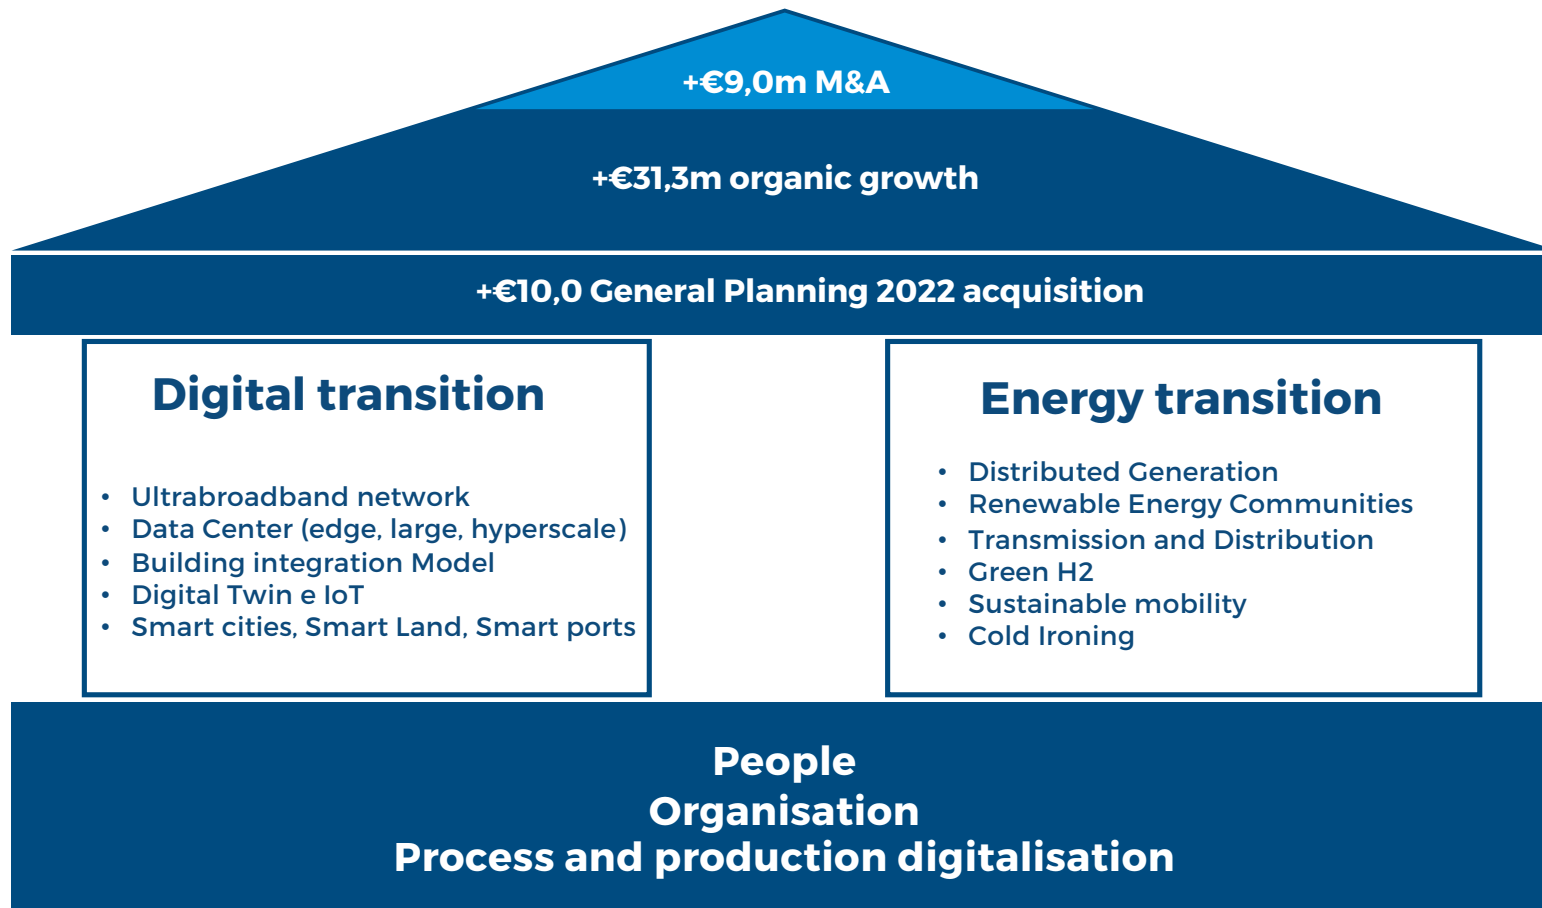 +€9,0m M&A
+€31,3m organic growth
+€10,0 General Planning 2022 acquisition
Digital transition
• Ultrabroadband network
• Data Center (edge, large, hyperscale)
• Building integration Model
• Digital Twin e IoT
• Smart cities, Smart Land, Smart ports
Energy transition
• Distributed Generation
• Renewable Energy Communities
• Transmission and Distribution
• Green H2
• Sustainable mobility
• Cold Ironing
People
Organisation
Process and production digitalisation